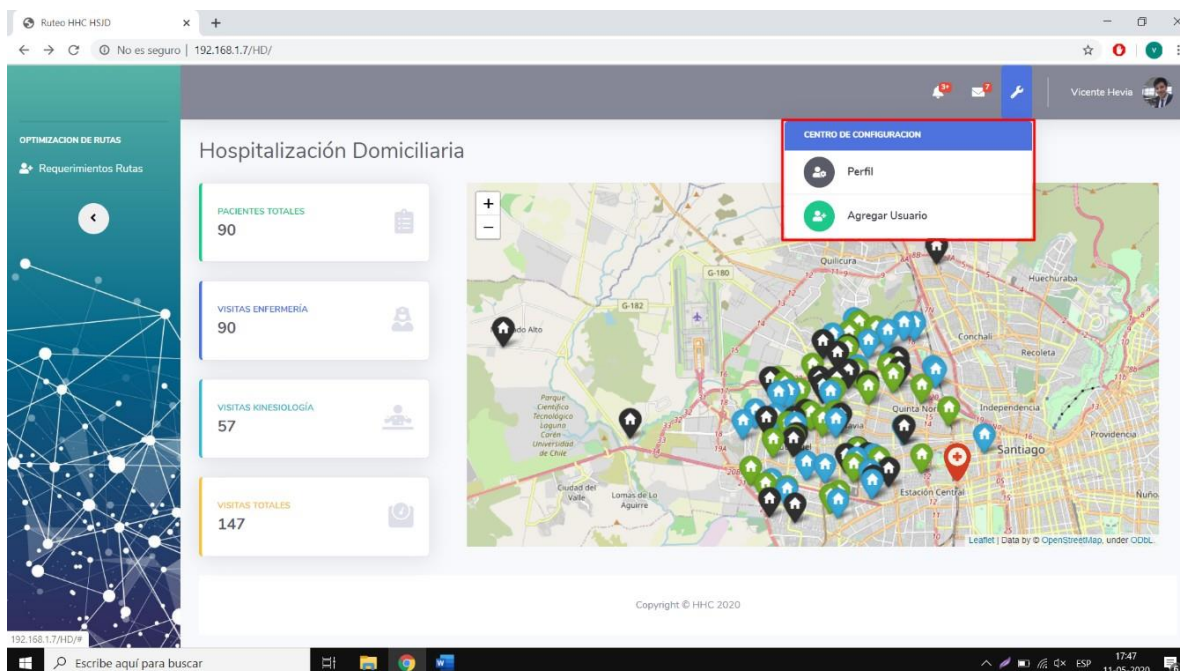 Ruteo HHC HSJD
No es seguro | 192.168.1.7/HD/
3+
7
Vicente Hevia
OPTIMIZACION DE RUTAS
Requerimientos Rutas
Hospitalización Domiciliaria
CENTRO DE CONFIGURACION
Perfil
Agregar Usuario
PACIENTES TOTALES
90
VISITAS ENFERMERÍA
90
VISITAS KINESIOLOGÍA
57
VISITAS TOTALES
147
+
−
Quilicura
Huechuraba
G-180
G-182
Conchalí
Recoleta
Parque
Científico
Tecnológico
Laguna
Carén -
Universidad
de Chile
Independencia
Providencia
Santiago
Ciudad del
Valle
Lomas de Lo
Aguirre
Estación Central
Leaflet | Data by © OpenStreetMap, under ODbL.
Copyright © HHC 2020
192.168.1.7/HD/#
Escribe aquí para buscar
ESP
17:47
11-05-2020